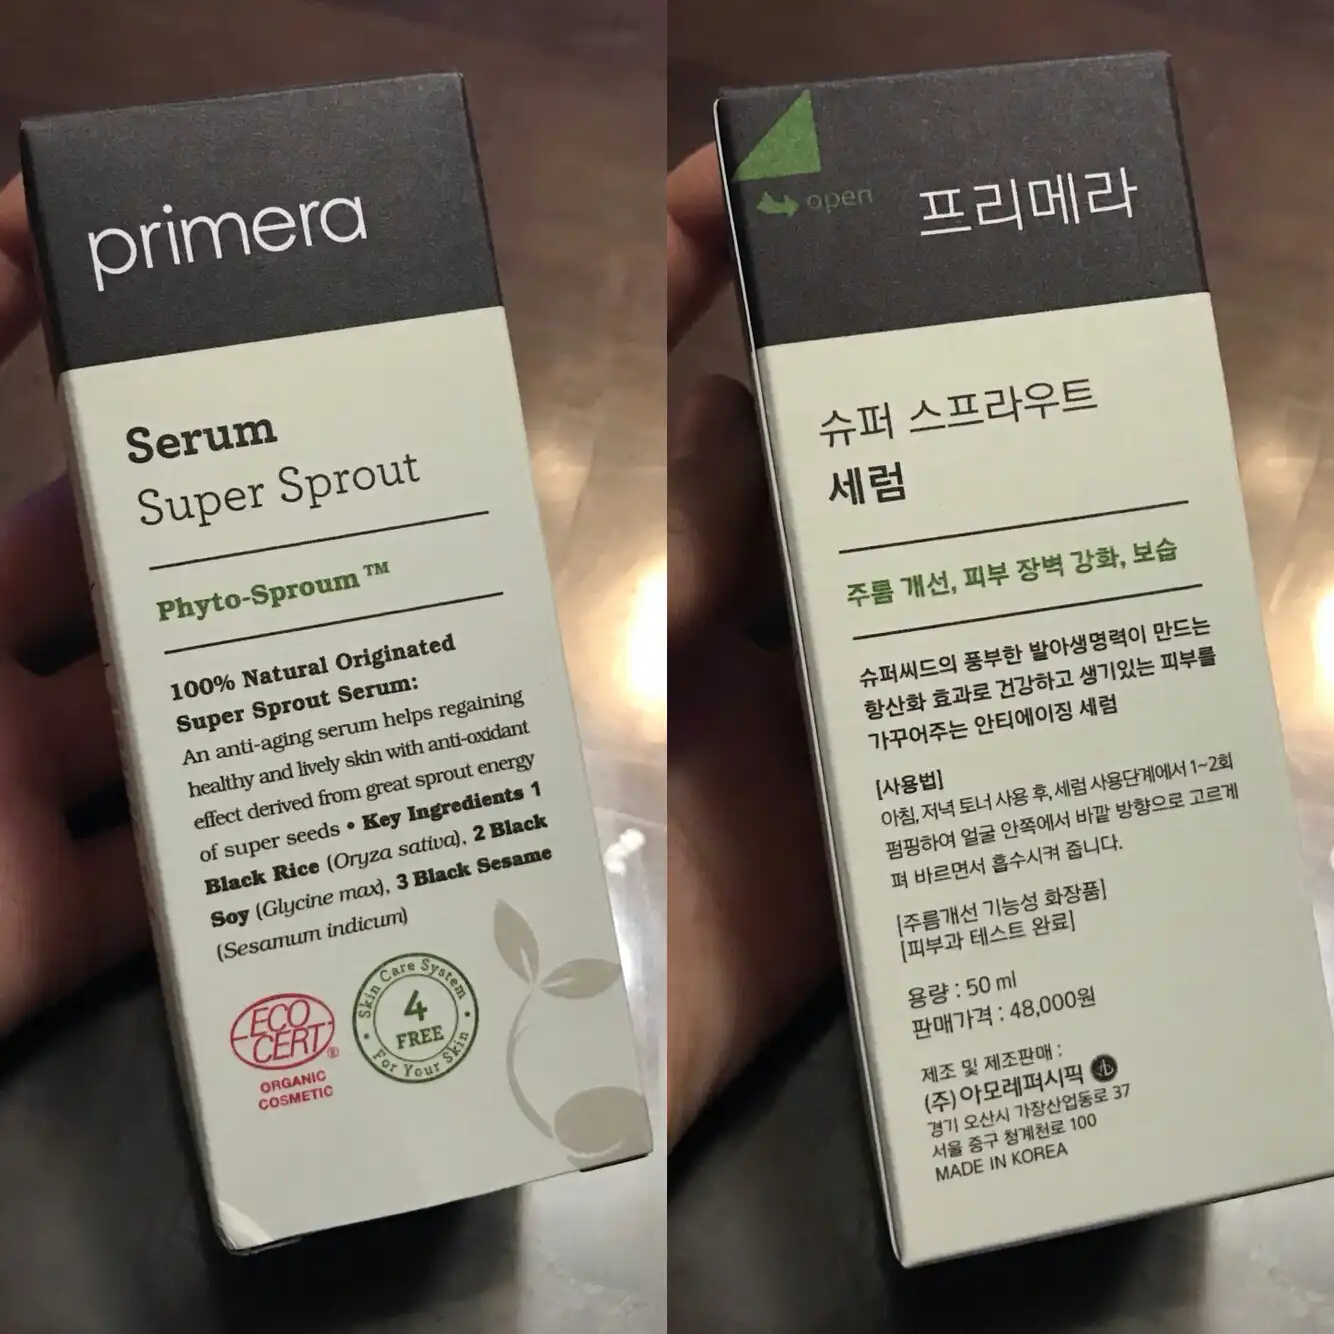 primera
Serum
Super Sprout
Phyto-Sproum™
100% Natural Originated
Super Sprout Serum:
An anti-aging serum helps regaining
healthy and lively skin with anti-oxidant
effect derived from great sprout energy
of super seeds • Key Ingredients 1
Black Rice (Oryza sativa), 2 Black
Soy (Glycine max), 3 Black Sesame
(Sesamum indicum)
ECO
CERT®
ORGANIC
COSMETIC
Skin Care System
4
FREE
For Your Skin
open
프리메라
슈퍼 스프라우트
세럼
주름 개선, 피부 장벽 강화, 보습
슈퍼씨드의 풍부한 발아생명력이 만드는
항산화 효과로 건강하고 생기있는 피부를
가꾸어주는 안티에이징 세럼
[사용법]
아침, 저녁 토너 사용 후, 세럼 사용단계에서 1~2회
펌핑하여 얼굴 안쪽에서 바깥 방향으로 고르게
펴 바르면서 흡수시켜 줍니다.
[주름개선 기능성 화장품]
[피부과 테스트 완료]
용량 : 50 ml
판매가격 : 48,000원
제조 및 제조판매 :
(주)아모레퍼시픽
경기 오산시 가장산업동로 37
서울 중구 청계천로 100
MADE IN KOREA